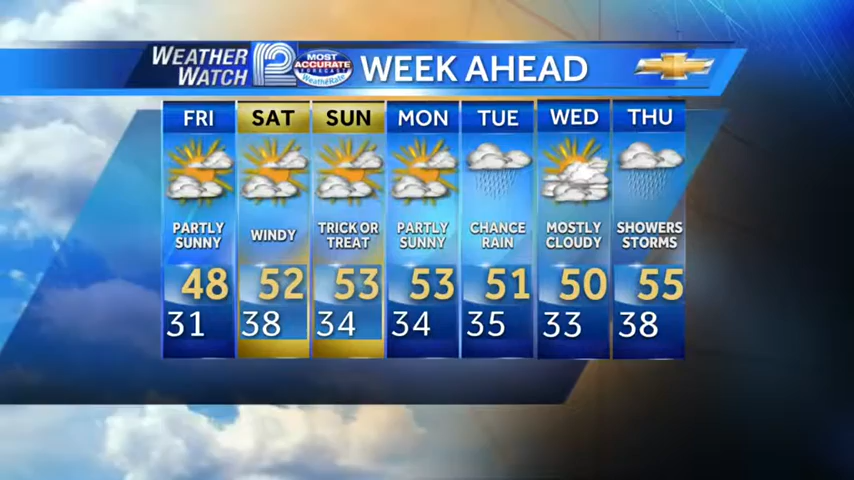 WEATHER WATCH 12 MOST ACCURATE FORECAST WeatheRate WEEK AHEAD
FRI SAT SUN MON TUE WED THU
PARTLY SUNNY WINDY TRICK OR TREAT PARTLY SUNNY CHANCE RAIN MOSTLY CLOUDY SHOWERS STORMS
48 52 53 53 51 50 55
31 38 34 34 35 33 38